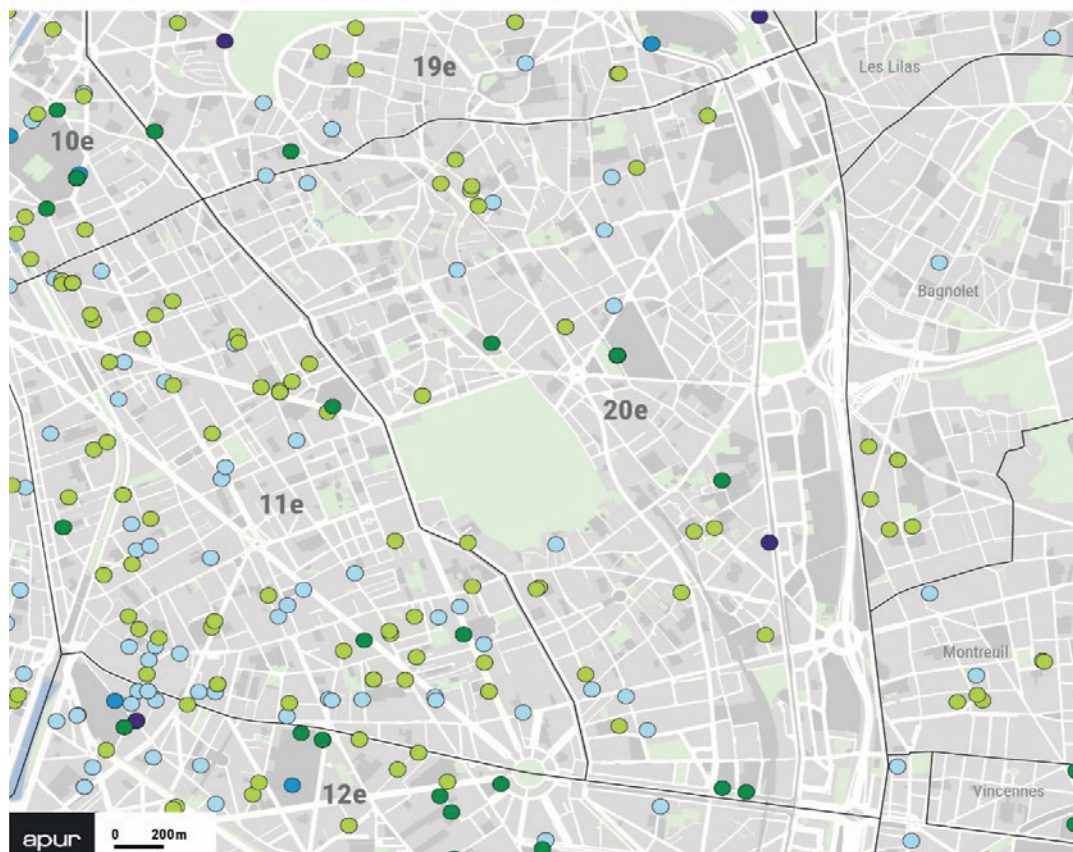 19e
Les Lilas
10e
Bagnolet
20e
11e
Montreuil
12e
Vincennes
apur
0 200m